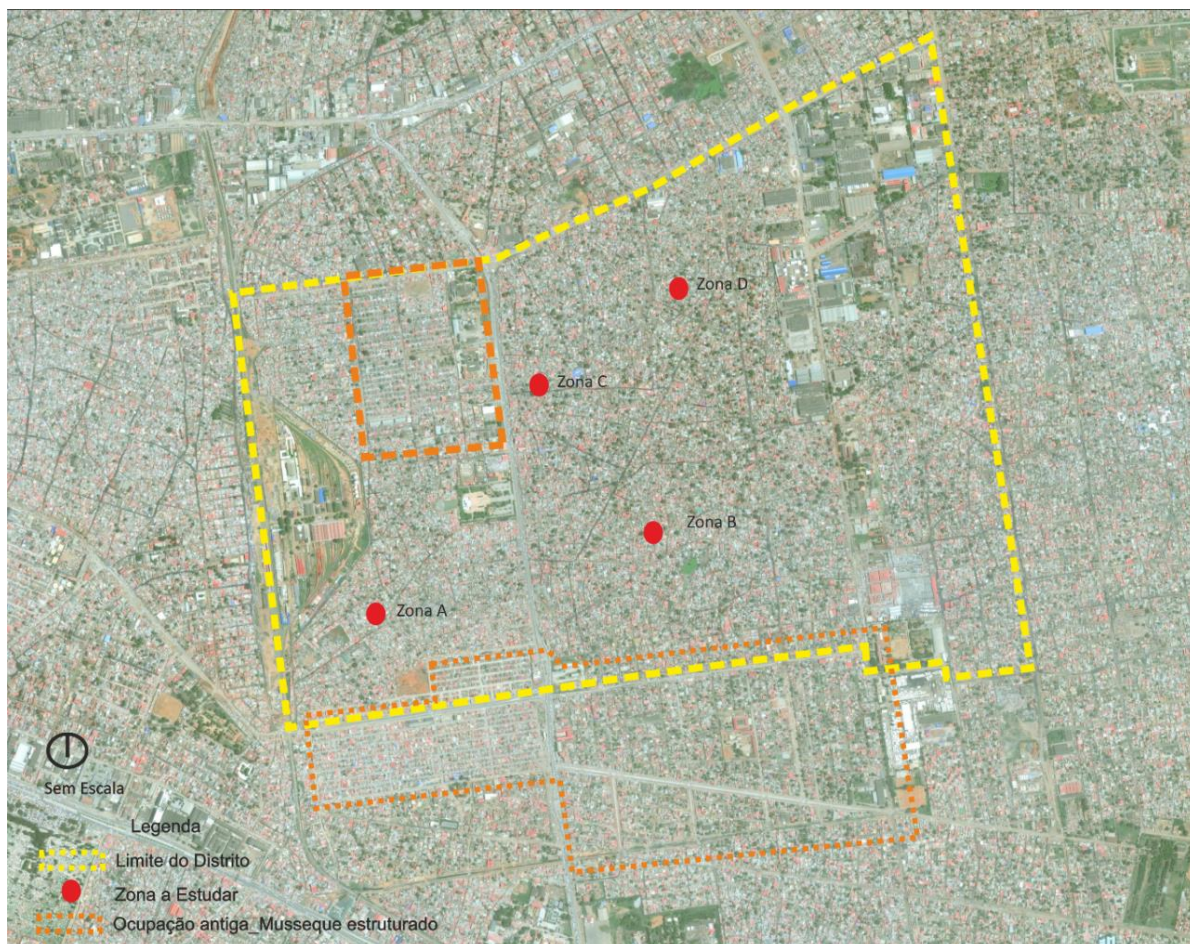 Zona D
Zona C
Zona B
Zona A
Sem Escala
Legenda
Limite do Distrito
Zona a Estudar
Ocupação antiga_Musseque estruturado